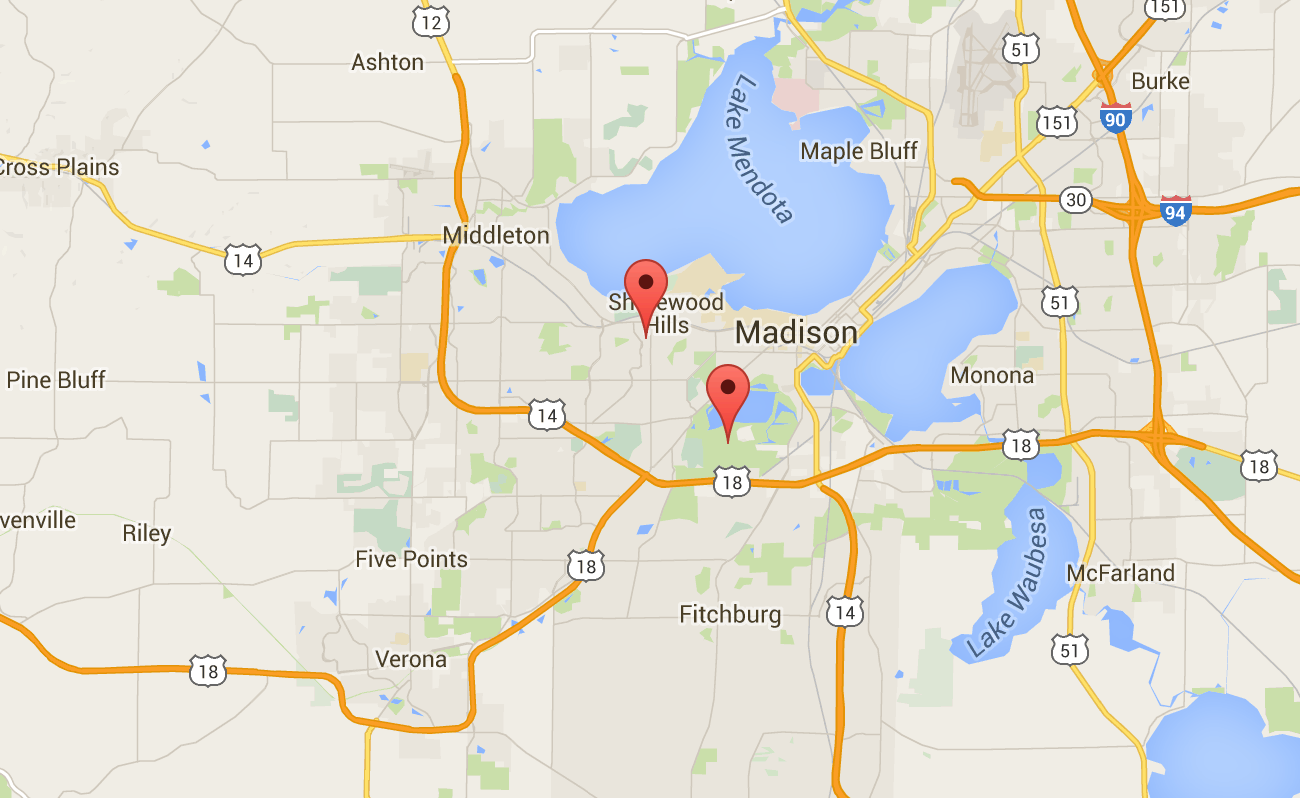 151
12
51
Ashton
Burke
90
151
Lake Mendota
Maple Bluff
Cross Plains
30
94
Middleton
14
51
Hills
Madison
Monona
Pine Bluff
14
18
18
18
venville
Riley
Five Points
18
Lake Waubesa
McFarland
Fitchburg
14
51
Verona
18